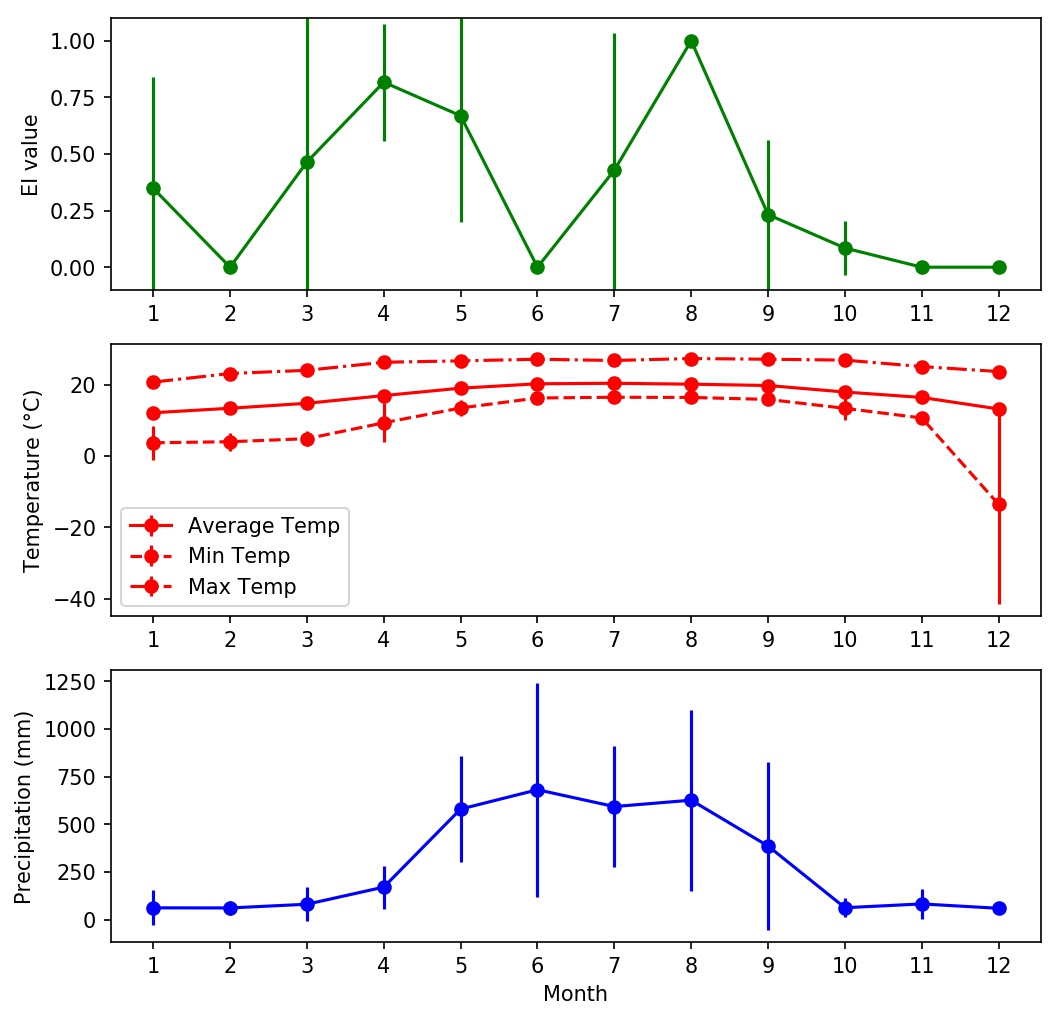 EI value
1.00
0.75
0.50
0.25
0.00
1 2 3 4 5 6 7 8 9 10 11 12
Temperature (°C)
20
0
−20
−40
Average Temp
Min Temp
Max Temp
1 2 3 4 5 6 7 8 9 10 11 12
Precipitation (mm)
1250
1000
750
500
250
0
1 2 3 4 5 6 7 8 9 10 11 12
Month